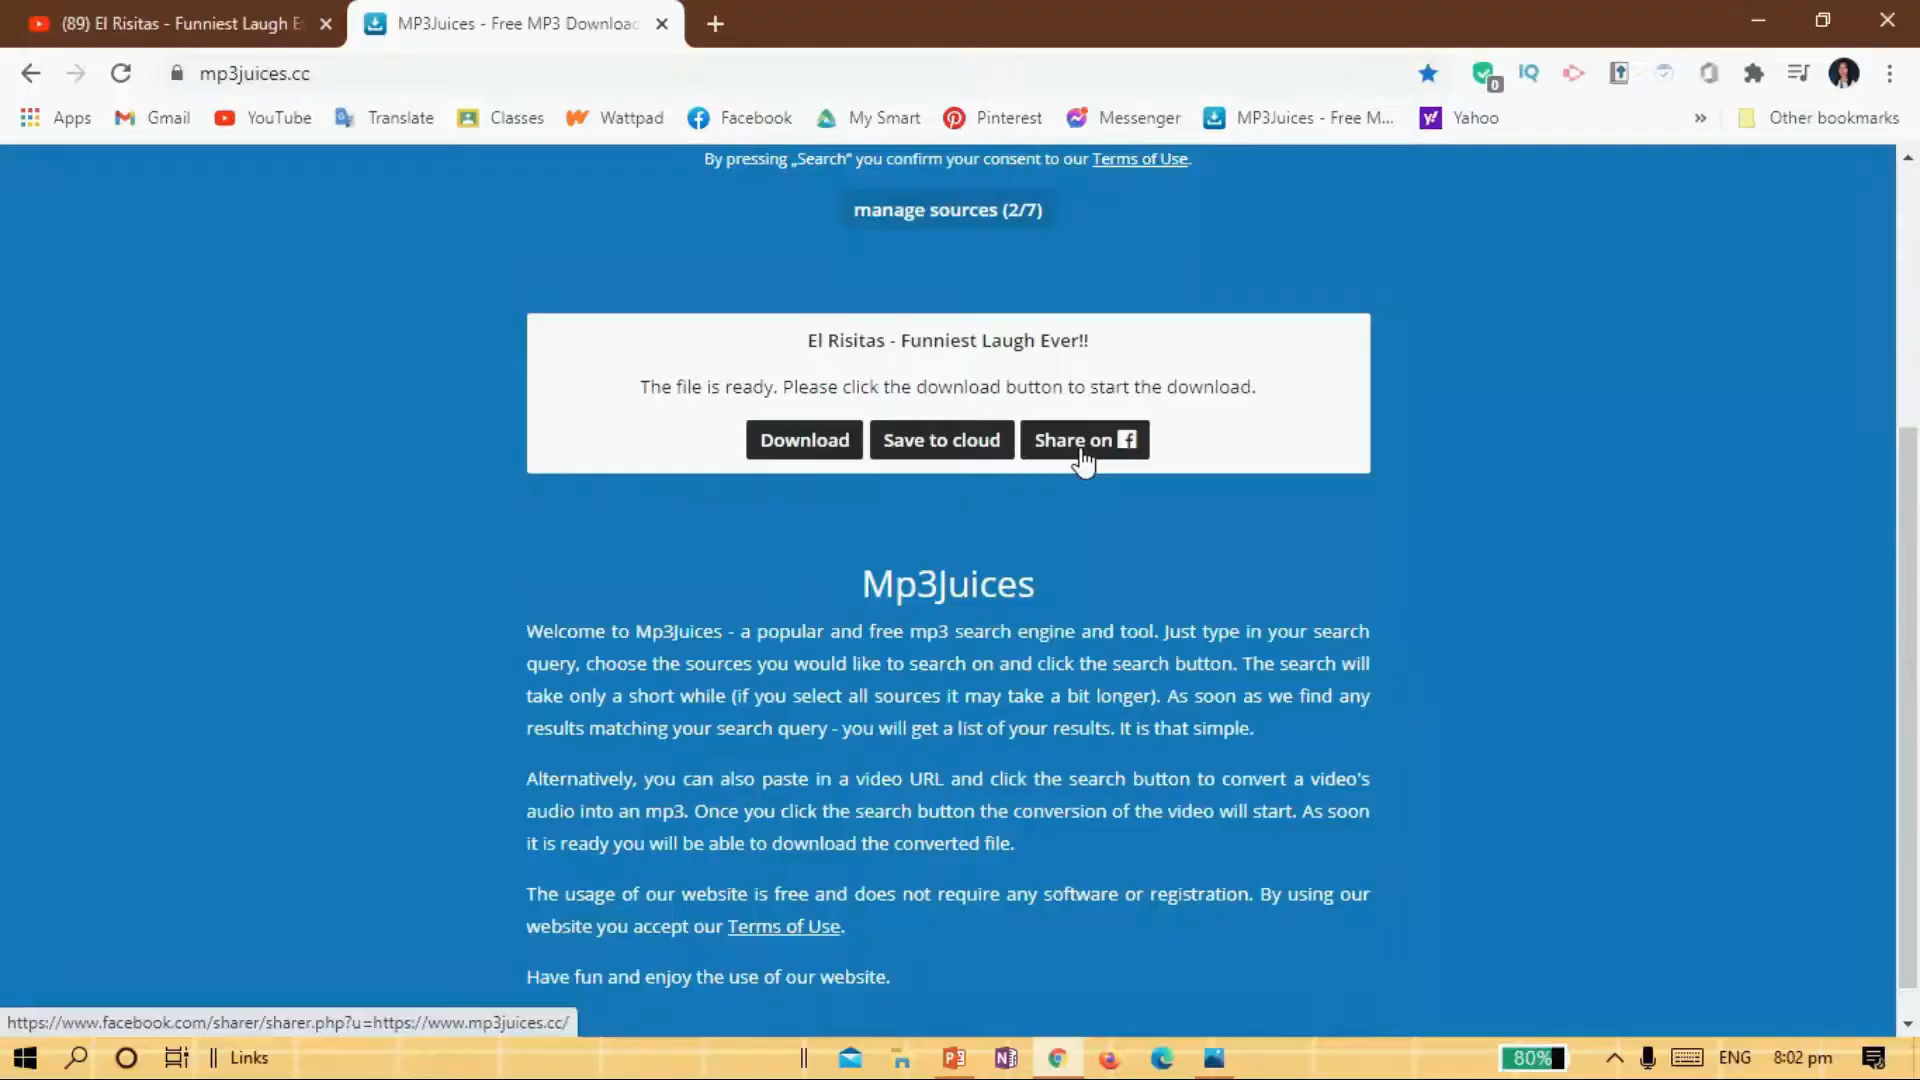 (89) El Risitas - Funniest Laugh E
MP3Juices - Free MP3 Download
mp3juices.cc
0
IQ
Apps
Gmail
YouTube
Translate
Classes
Wattpad
Facebook
My Smart
Pinterest
Messenger
MP3Juices - Free M...
Yahoo
»
Other bookmarks
By pressing „Search" you confirm your consent to our Terms of Use.
manage sources (2/7)
El Risitas - Funniest Laugh Ever!!
The file is ready. Please click the download button to start the download.
Download
Save to cloud
Share on
Mp3Juices
Welcome to Mp3Juices - a popular and free mp3 search engine and tool. Just type in your search
query, choose the sources you would like to search on and click the search button. The search will
take only a short while (if you select all sources it may take a bit longer). As soon as we find any
results matching your search query - you will get a list of your results. It is that simple.
Alternatively, you can also paste in a video URL and click the search button to convert a video's
audio into an mp3. Once you click the search button the conversion of the video will start. As soon
it is ready you will be able to download the converted file.
The usage of our website is free and does not require any software or registration. By using our
website you accept our Terms of Use.
Have fun and enjoy the use of our website.
https://www.facebook.com/sharer/sharer.php?u=https://www.mp3juices.cc/
Links
80%
ENG
8:02 pm